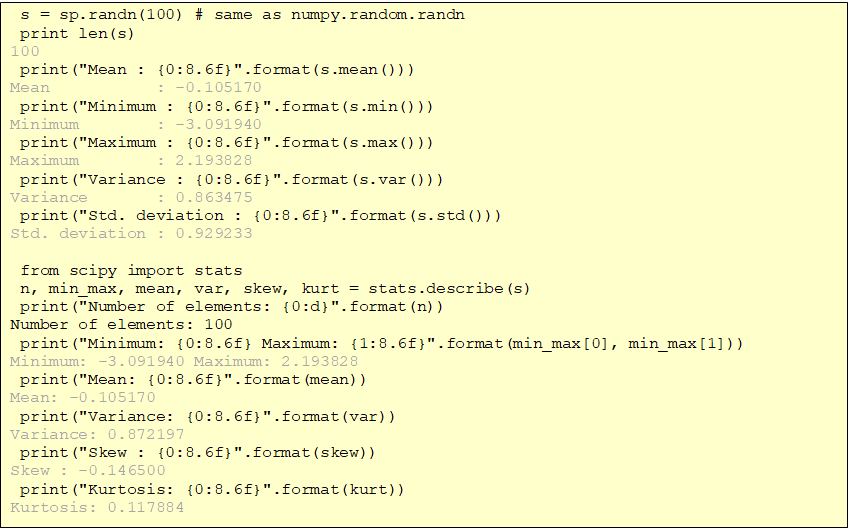 s = sp.randn(100) # same as numpy.random.randn
print len(s)
100
print("Mean : {0:8.6f}".format(s.mean()))
Mean : -0.105170
print("Minimum : {0:8.6f}".format(s.min()))
Minimum : -3.091940
print("Maximum : {0:8.6f}".format(s.max()))
Maximum : 2.193828
print("Variance : {0:8.6f}".format(s.var()))
Variance : 0.863475
print("Std. deviation : {0:8.6f}".format(s.std()))
Std. deviation : 0.929233
from scipy import stats
n, min_max, mean, var, skew, kurt = stats.describe(s)
print("Number of elements: {0:d}".format(n))
Number of elements: 100
print("Minimum: {0:8.6f} Maximum: {1:8.6f}".format(min_max[0], min_max[1]))
Minimum: -3.091940 Maximum: 2.193828
print("Mean: {0:8.6f}".format(mean))
Mean: -0.105170
print("Variance: {0:8.6f}".format(var))
Variance: 0.872197
print("Skew : {0:8.6f}".format(skew))
Skew : -0.146500
print("Kurtosis: {0:8.6f}".format(kurt))
Kurtosis: 0.117884